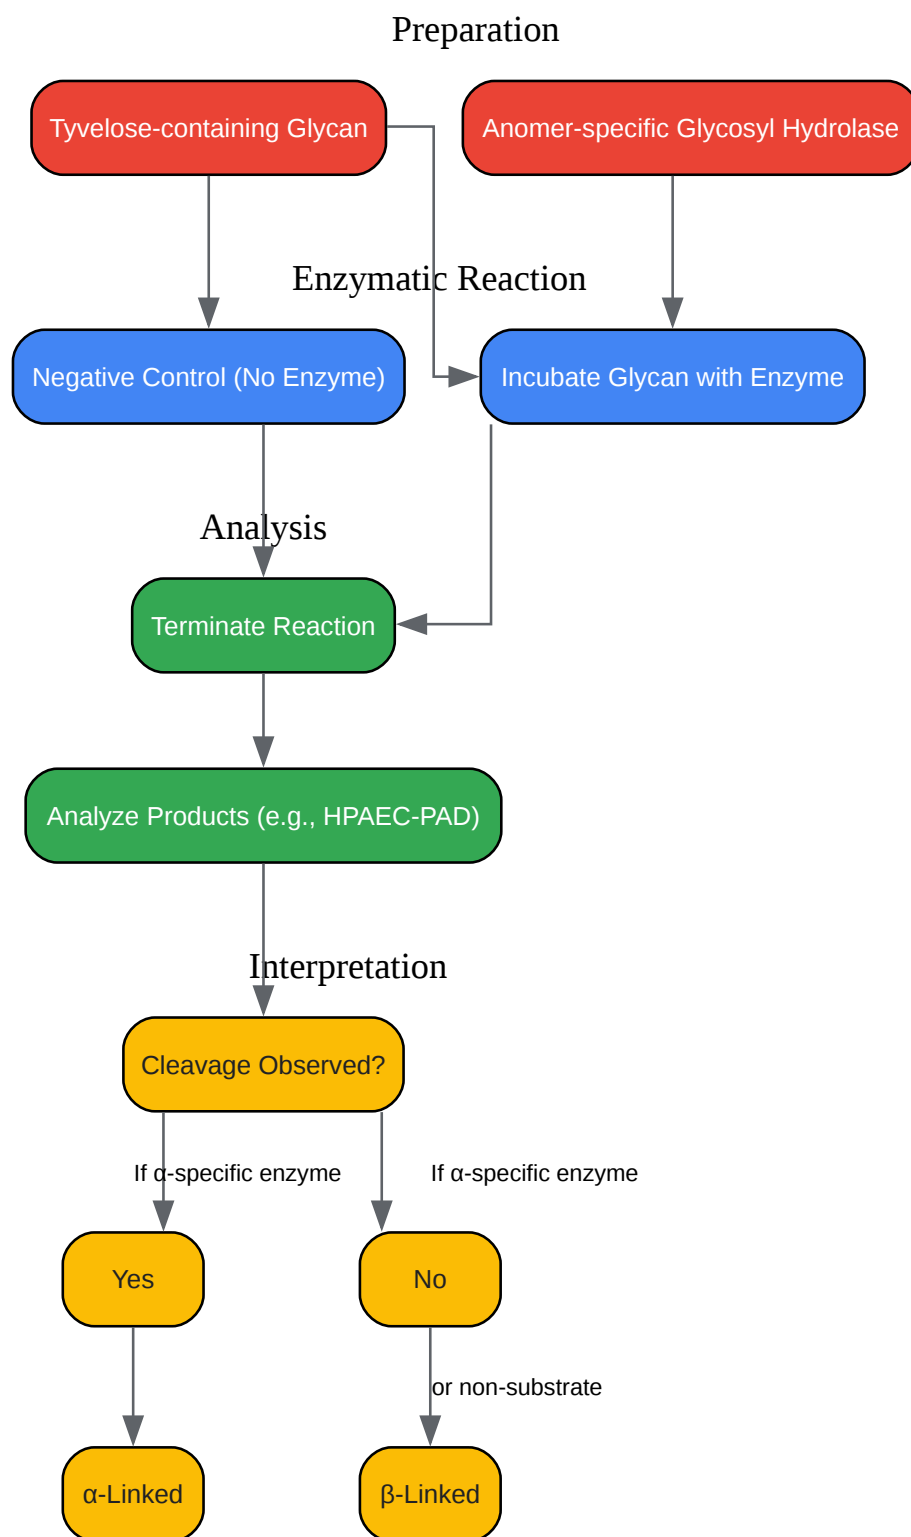 Preparation
Tyvelose-containing Glycan
Anomer-specific Glycosyl Hydrolase
Enzymatic Reaction
Negative Control (No Enzyme)
Incubate Glycan with Enzyme
Analysis
Terminate Reaction
Analyze Products (e.g., HPAEC-PAD)
Interpretation
Cleavage Observed?
If α-specific enzyme
If α-specific enzyme
Yes
No
or non-substrate
α-Linked
β-Linked